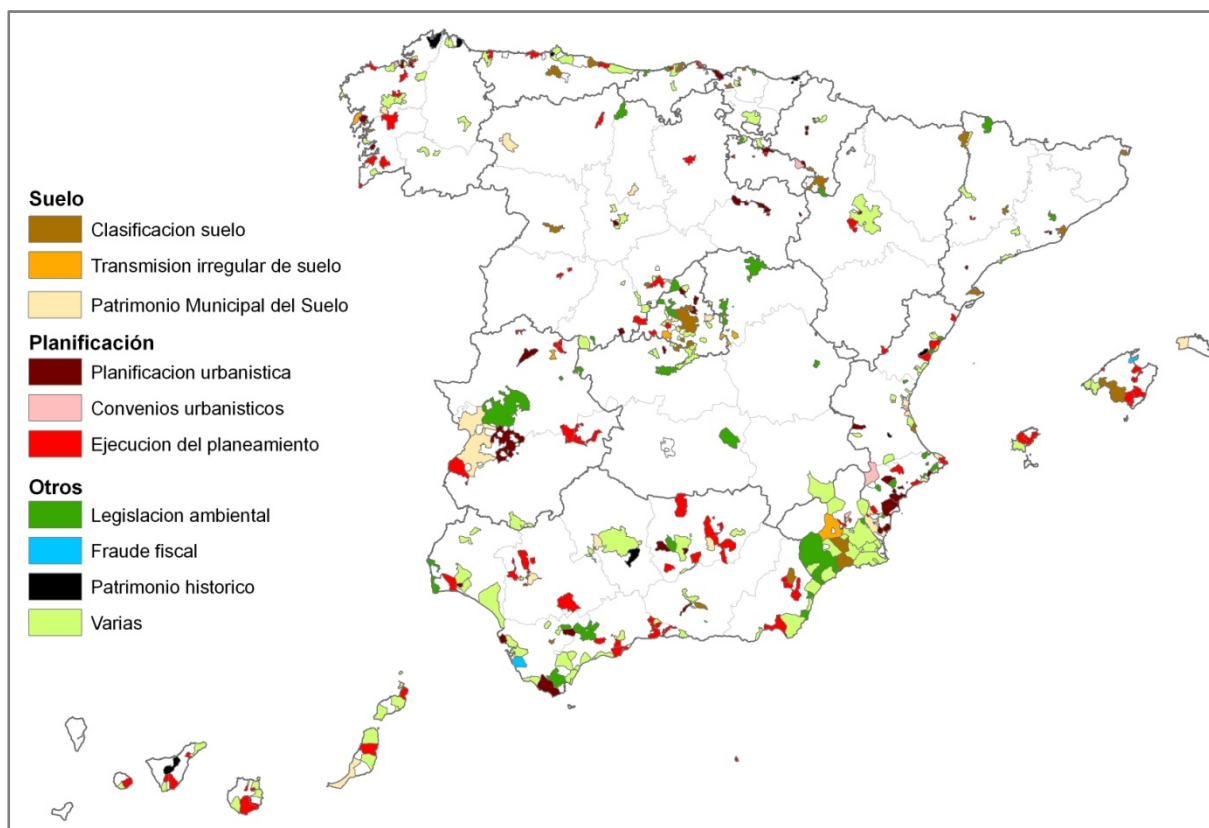 Suelo
Clasificacion suelo
Transmision irregular de suelo
Patrimonio Municipal del Suelo
Planificación
Planificacion urbanistica
Convenios urbanisticos
Ejecucion del planeamiento
Otros
Legislacion ambiental
Fraude fiscal
Patrimonio historico
Varias